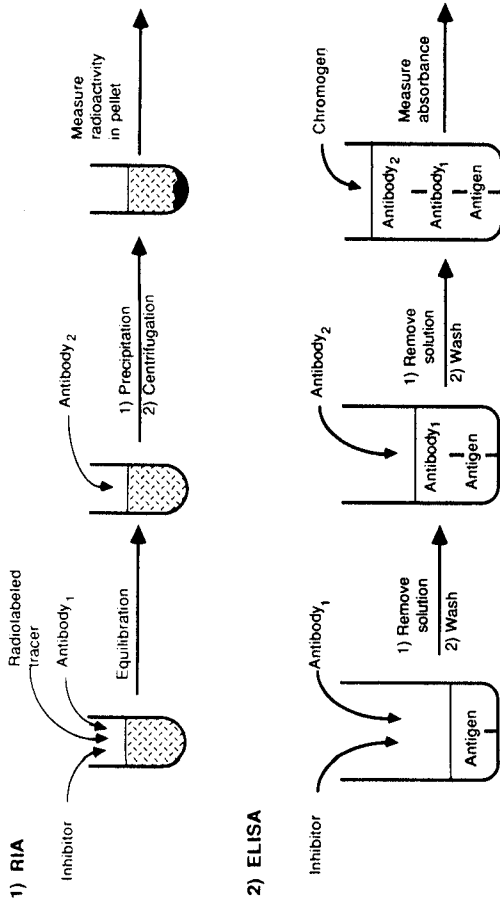 1) RIA
Inhibitor
Radiolabeled
tracer
Antibody1
Equilibration
Antibody2
1) Precipitation
2) Centrifugation
Measure
radioactivity
in pellet
2) ELISA
Inhibitor
Antibody1
Antigen
1) Remove
solution
2) Wash
Antibody2
Antibody1
Antigen
1) Remove
solution
2) Wash
Chromogen
Antibody2
Antibody1
Antigen
Measure
absorbance